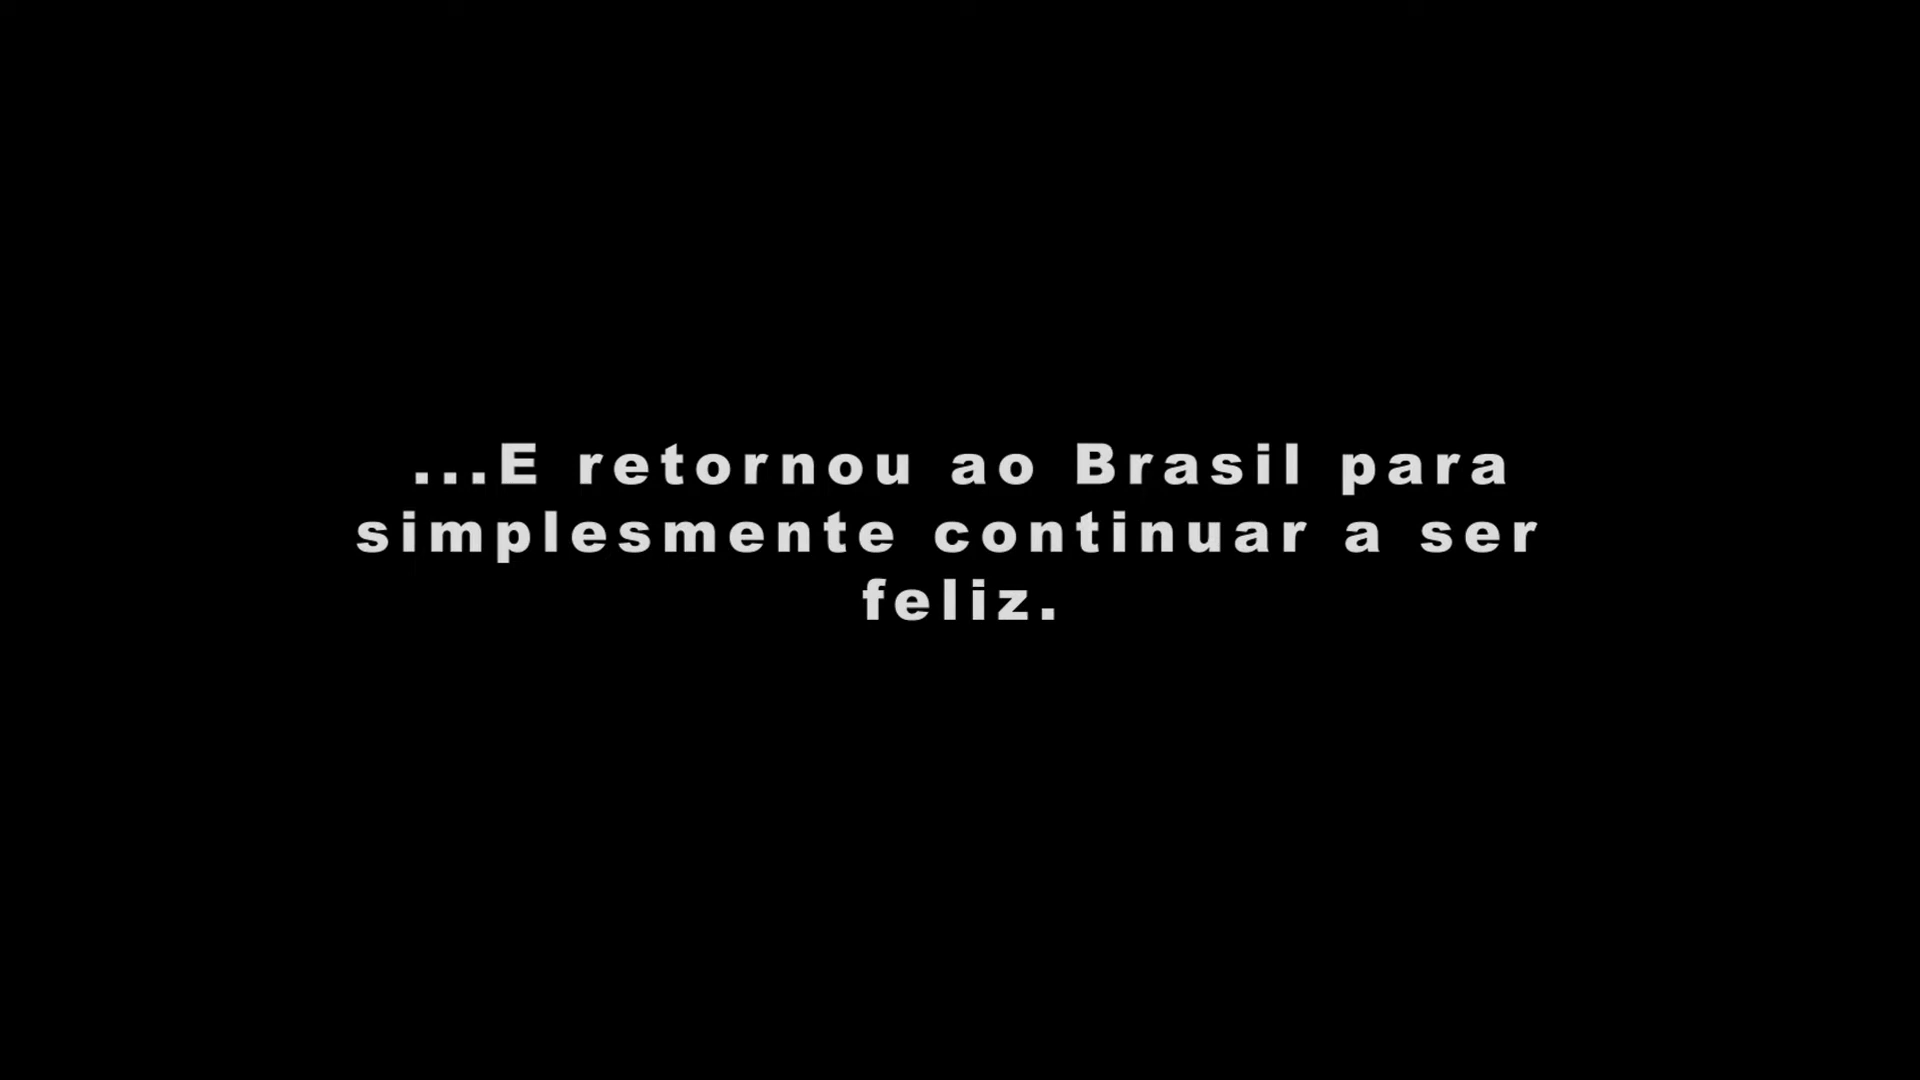 ...E retornou ao Brasil para
simplesmente continuar a ser
feliz.